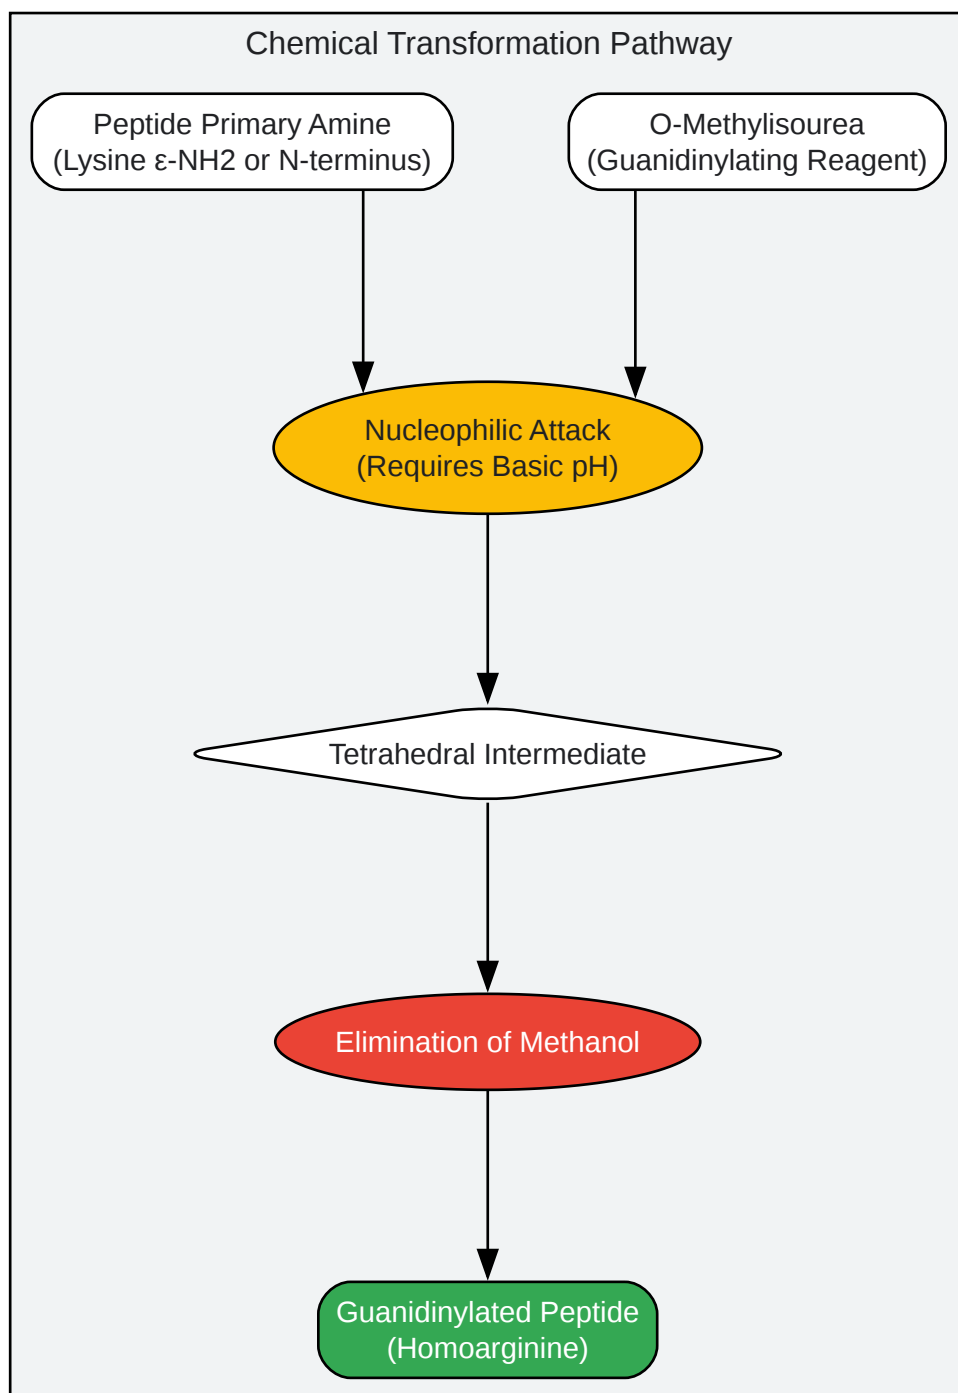 Chemical Transformation Pathway
Peptide Primary Amine
(Lysine ε-NH2 or N-terminus)
O-Methylisourea
(Guanidinylating Reagent)
Nucleophilic Attack
(Requires Basic pH)
Tetrahedral Intermediate
Elimination of Methanol
Guanidinylated Peptide
(Homoarginine)